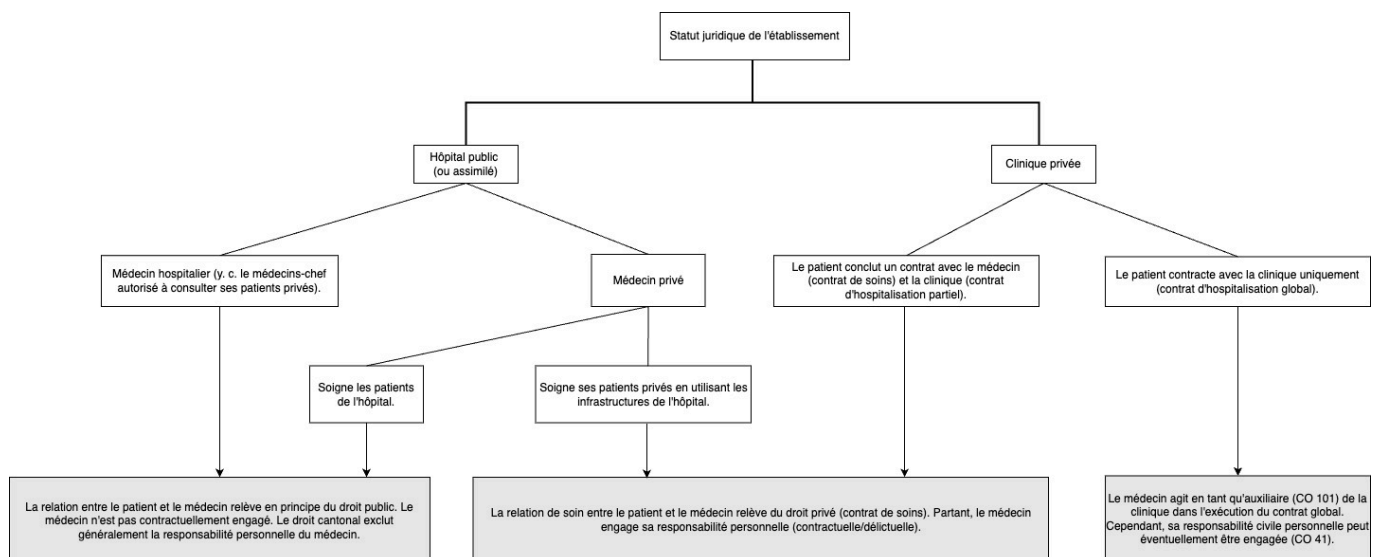 Statut juridique de l'établissement
Hôpital public
(ou assimilé)
Clinique privée
Médecin hospitalier (y. c. le médecins-chef
autorisé à consulter ses patients privés).
Médecin privé
Le patient conclut un contrat avec le médecin
(contrat de soins) et la clinique (contrat
d'hospitalisation partiel).
Le patient contracte avec la clinique uniquement
(contrat d'hospitalisation global).
Soigne les patients
de l'hôpital.
Soigne ses patients privés en utilisant les
infrastructures de l'hôpital.
La relation entre le patient et le médecin relève en principe du droit public. Le
médecin n'est pas contractuellement engagé. Le droit cantonal exclut
généralement la responsabilité personnelle du médecin.
La relation de soin entre le patient et le médecin relève du droit privé (contrat de soins). Partant, le médecin
engage sa responsabilité personnelle (contractuelle/délictuelle).
Le médecin agit en tant qu'auxiliaire (CO 101) de la
clinique dans l'exécution du contrat global.
Cependant, sa responsabilité civile personnelle peut
éventuellement être engagée (CO 41).